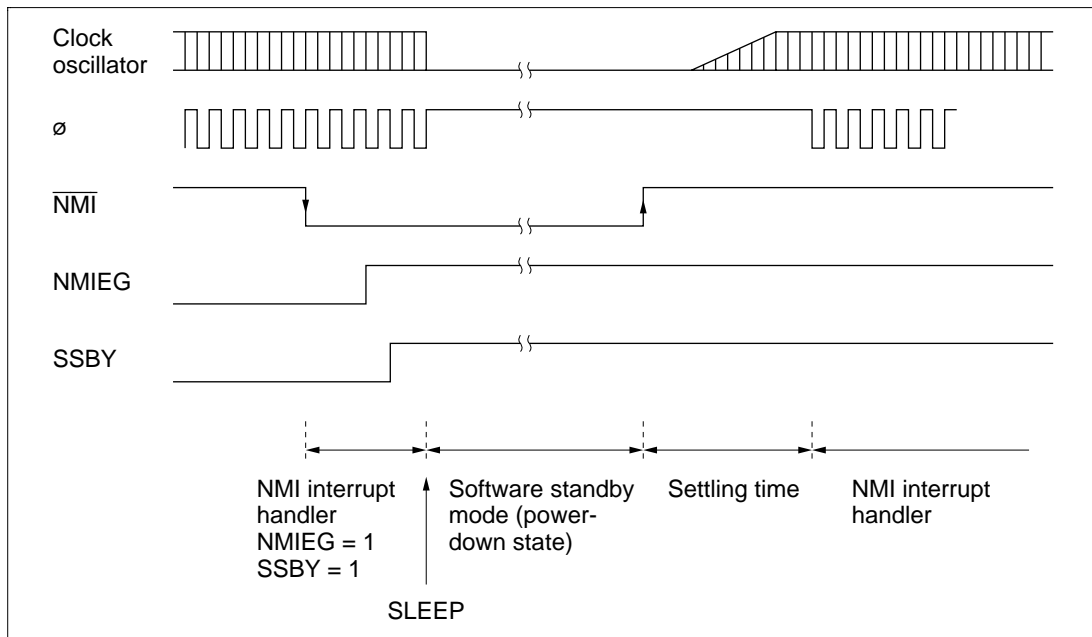 Clock
oscillator
ø
NMI
NMIEG
SSBY
NMI interrupt
handler
NMIEG = 1
SSBY = 1
Software standby
mode (power-
down state)
Settling time
NMI interrupt
handler
SLEEP